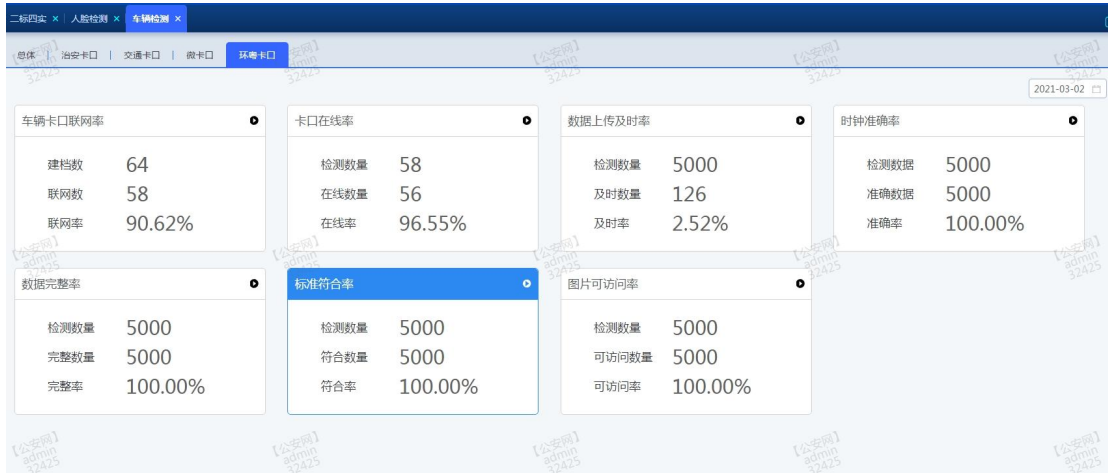 二标四实 × 人脸检测 × 车辆检测 ×
总体 | 治安卡口 | 交通卡口 | 微卡口 环粤卡口
2021-03-02
车辆卡口联网率
建档数 64
联网数 58
联网率 90.62%
卡口在线率
检测数量 58
在线数量 56
在线率 96.55%
数据上传及时率
检测数量 5000
及时数量 126
及时率 2.52%
时钟准确率
检测数据 5000
准确数据 5000
准确率 100.00%
数据完整率
检测数量 5000
完整数量 5000
完整率 100.00%
标准符合率
检测数量 5000
符合数量 5000
符合率 100.00%
图片可访问率
检测数量 5000
可访问数量 5000
可访问率 100.00%
【公安网】
admin
32425